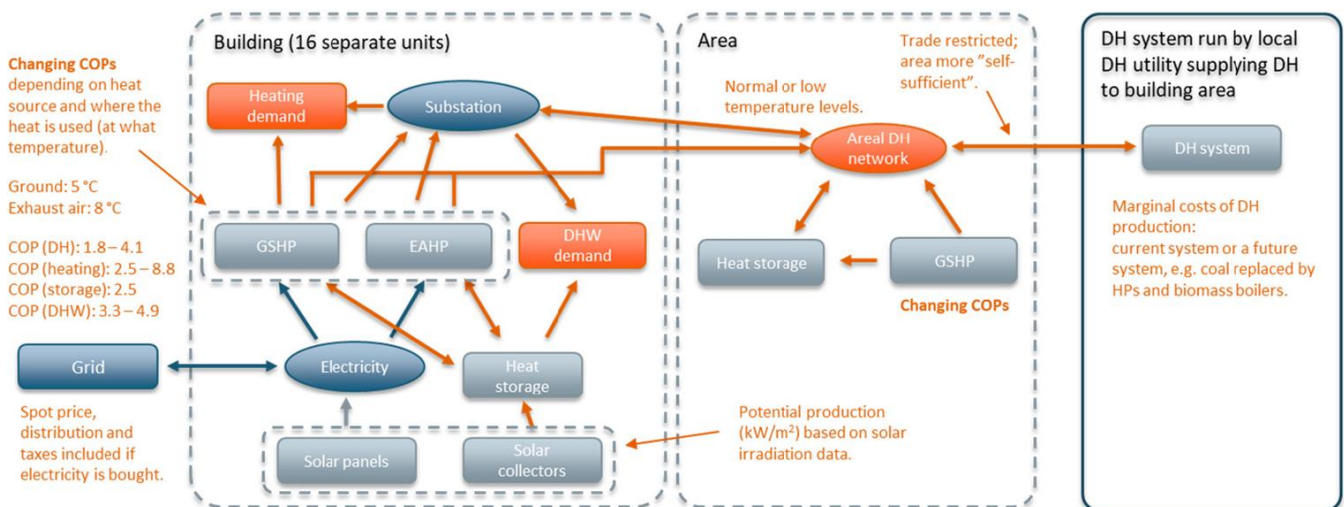 Changing COPs
depending on heat
source and where the
heat is used (at what
temperature).
Ground: 5 °C
Exhaust air: 8 °C
COP (DH): 1.8 – 4.1
COP (heating): 2.5 – 8.8
COP (storage): 2.5
COP (DHW): 3.3 – 4.9
Grid
Spot price,
distribution and
taxes included if
electricity is bought.
Building (16 separate units)
Heating
demand
Substation
GSHP
EAHP
DHW
demand
Electricity
Heat
storage
Solar panels
Solar
collectors
Potential production
(kW/m²) based on solar
irradiation data.
Area
Normal or low
temperature levels.
Trade restricted;
area more "self-
sufficient".
Areal DH
network
Heat storage
GSHP
Changing COPs
DH system run by local
DH utility supplying DH
to building area
DH system
Marginal costs of DH
production:
current system or a future
system, e.g. coal replaced by
HPs and biomass boilers.